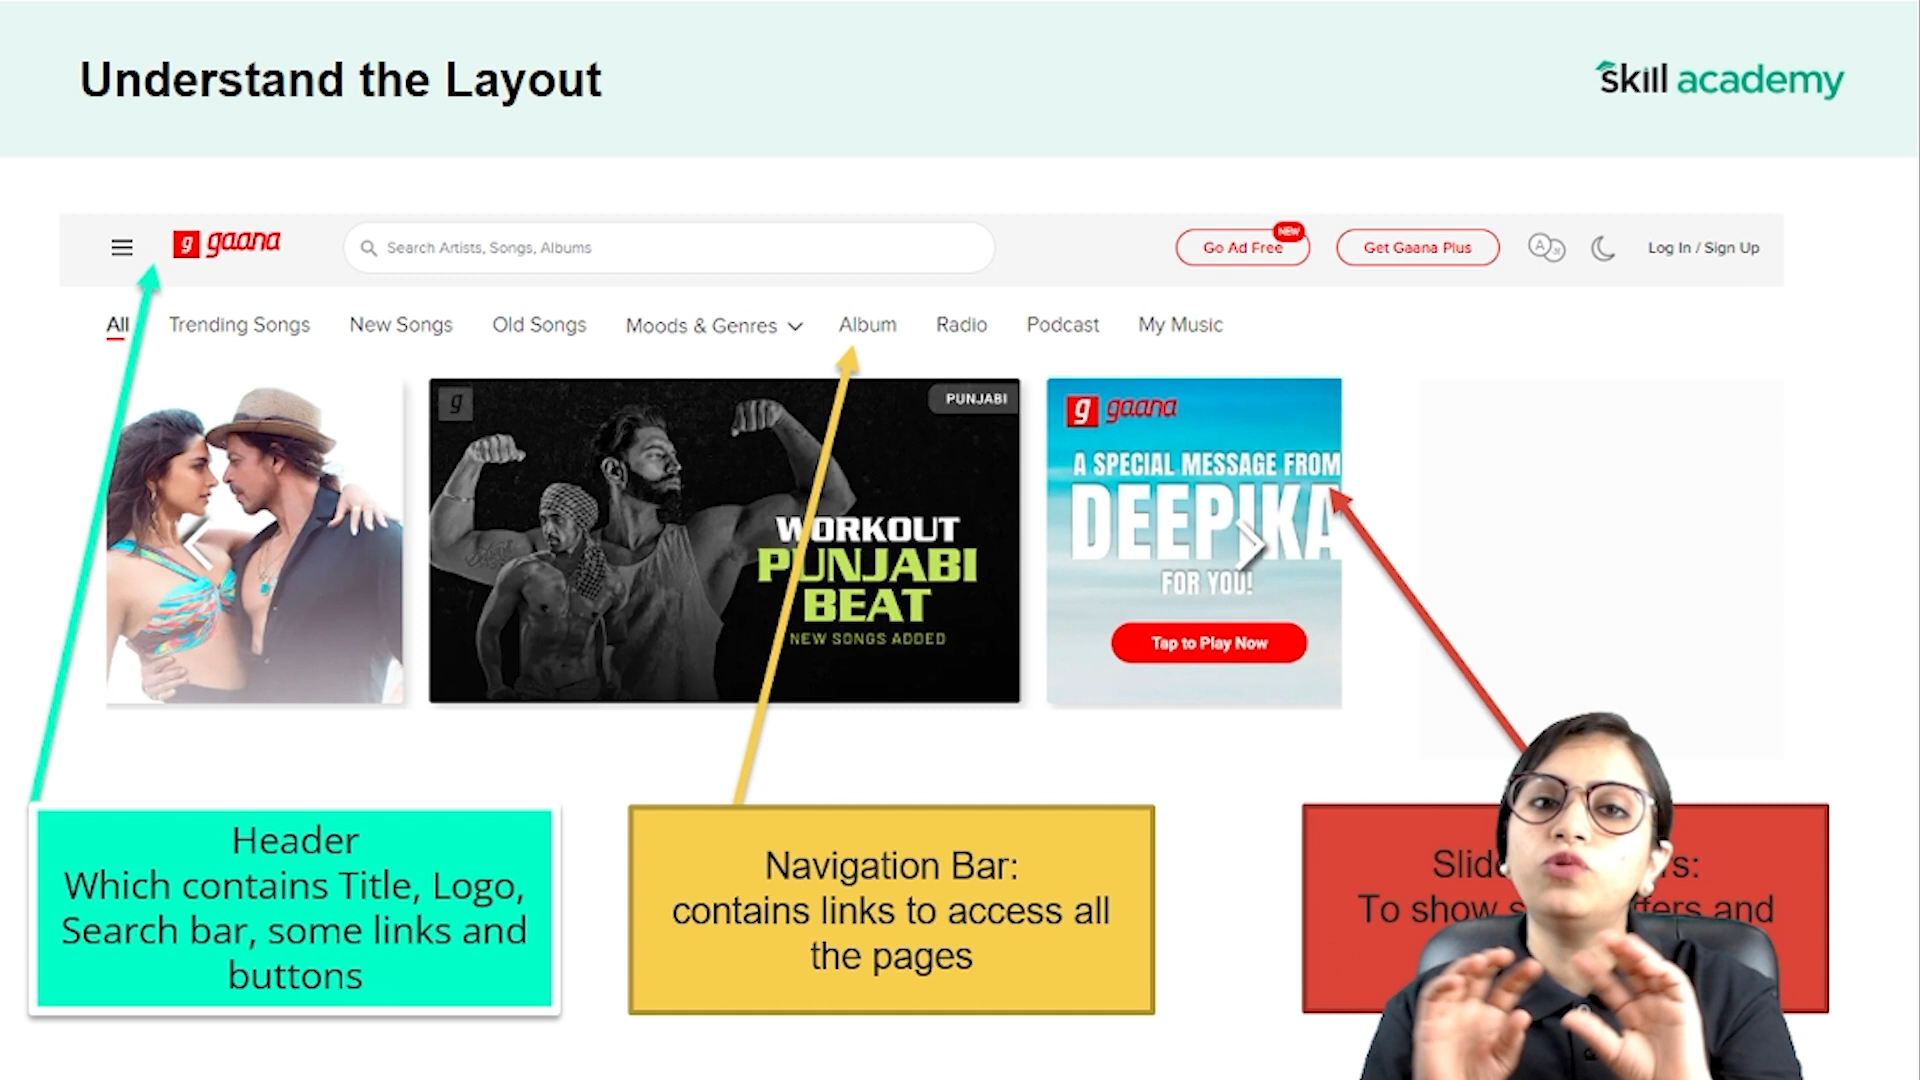 Understand the Layout
skill academy
g gaana
Search Artists, Songs, Albums
Go Ad Free
NEW
Get Gaana Plus
Log In / Sign Up
All
Trending Songs
New Songs
Old Songs
Moods & Genres
Album
Radio
Podcast
My Music
g
PUNJABI
WORKOUT
PUNJABI
BEAT
NEW SONGS ADDED
g gaana
A SPECIAL MESSAGE FROM
DEEPIKA
FOR YOU!
Tap to Play Now
Header
Which contains Title, Logo,
Search bar, some links and
buttons
Navigation Bar:
contains links to access all
the pages
To show
and